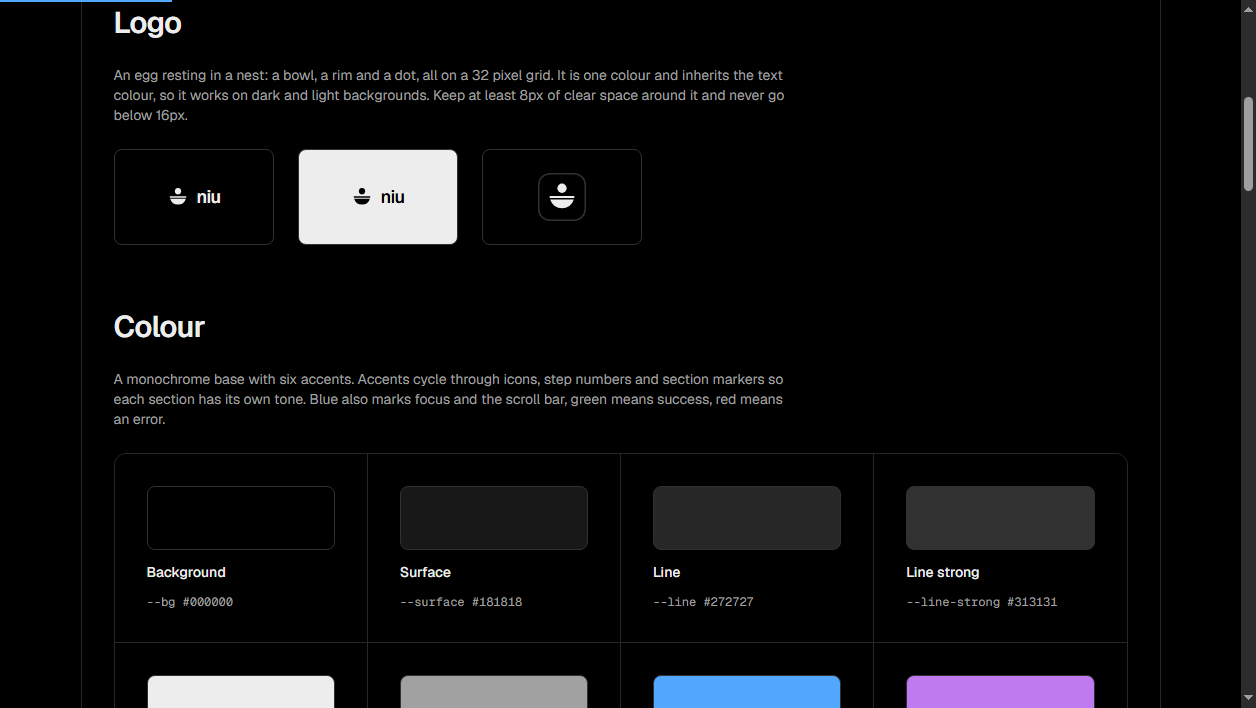 Logo
An egg resting in a nest: a bowl, a rim and a dot, all on a 32 pixel grid. It is one colour and inherits the text
colour, so it works on dark and light backgrounds. Keep at least 8px of clear space around it and never go
below 16px.
niu
niu
Colour
A monochrome base with six accents. Accents cycle through icons, step numbers and section markers so
each section has its own tone. Blue also marks focus and the scroll bar, green means success, red means
an error.
Background
--bg #000000
Surface
--surface #181818
Line
--line #272727
Line strong
--line-strong #313131